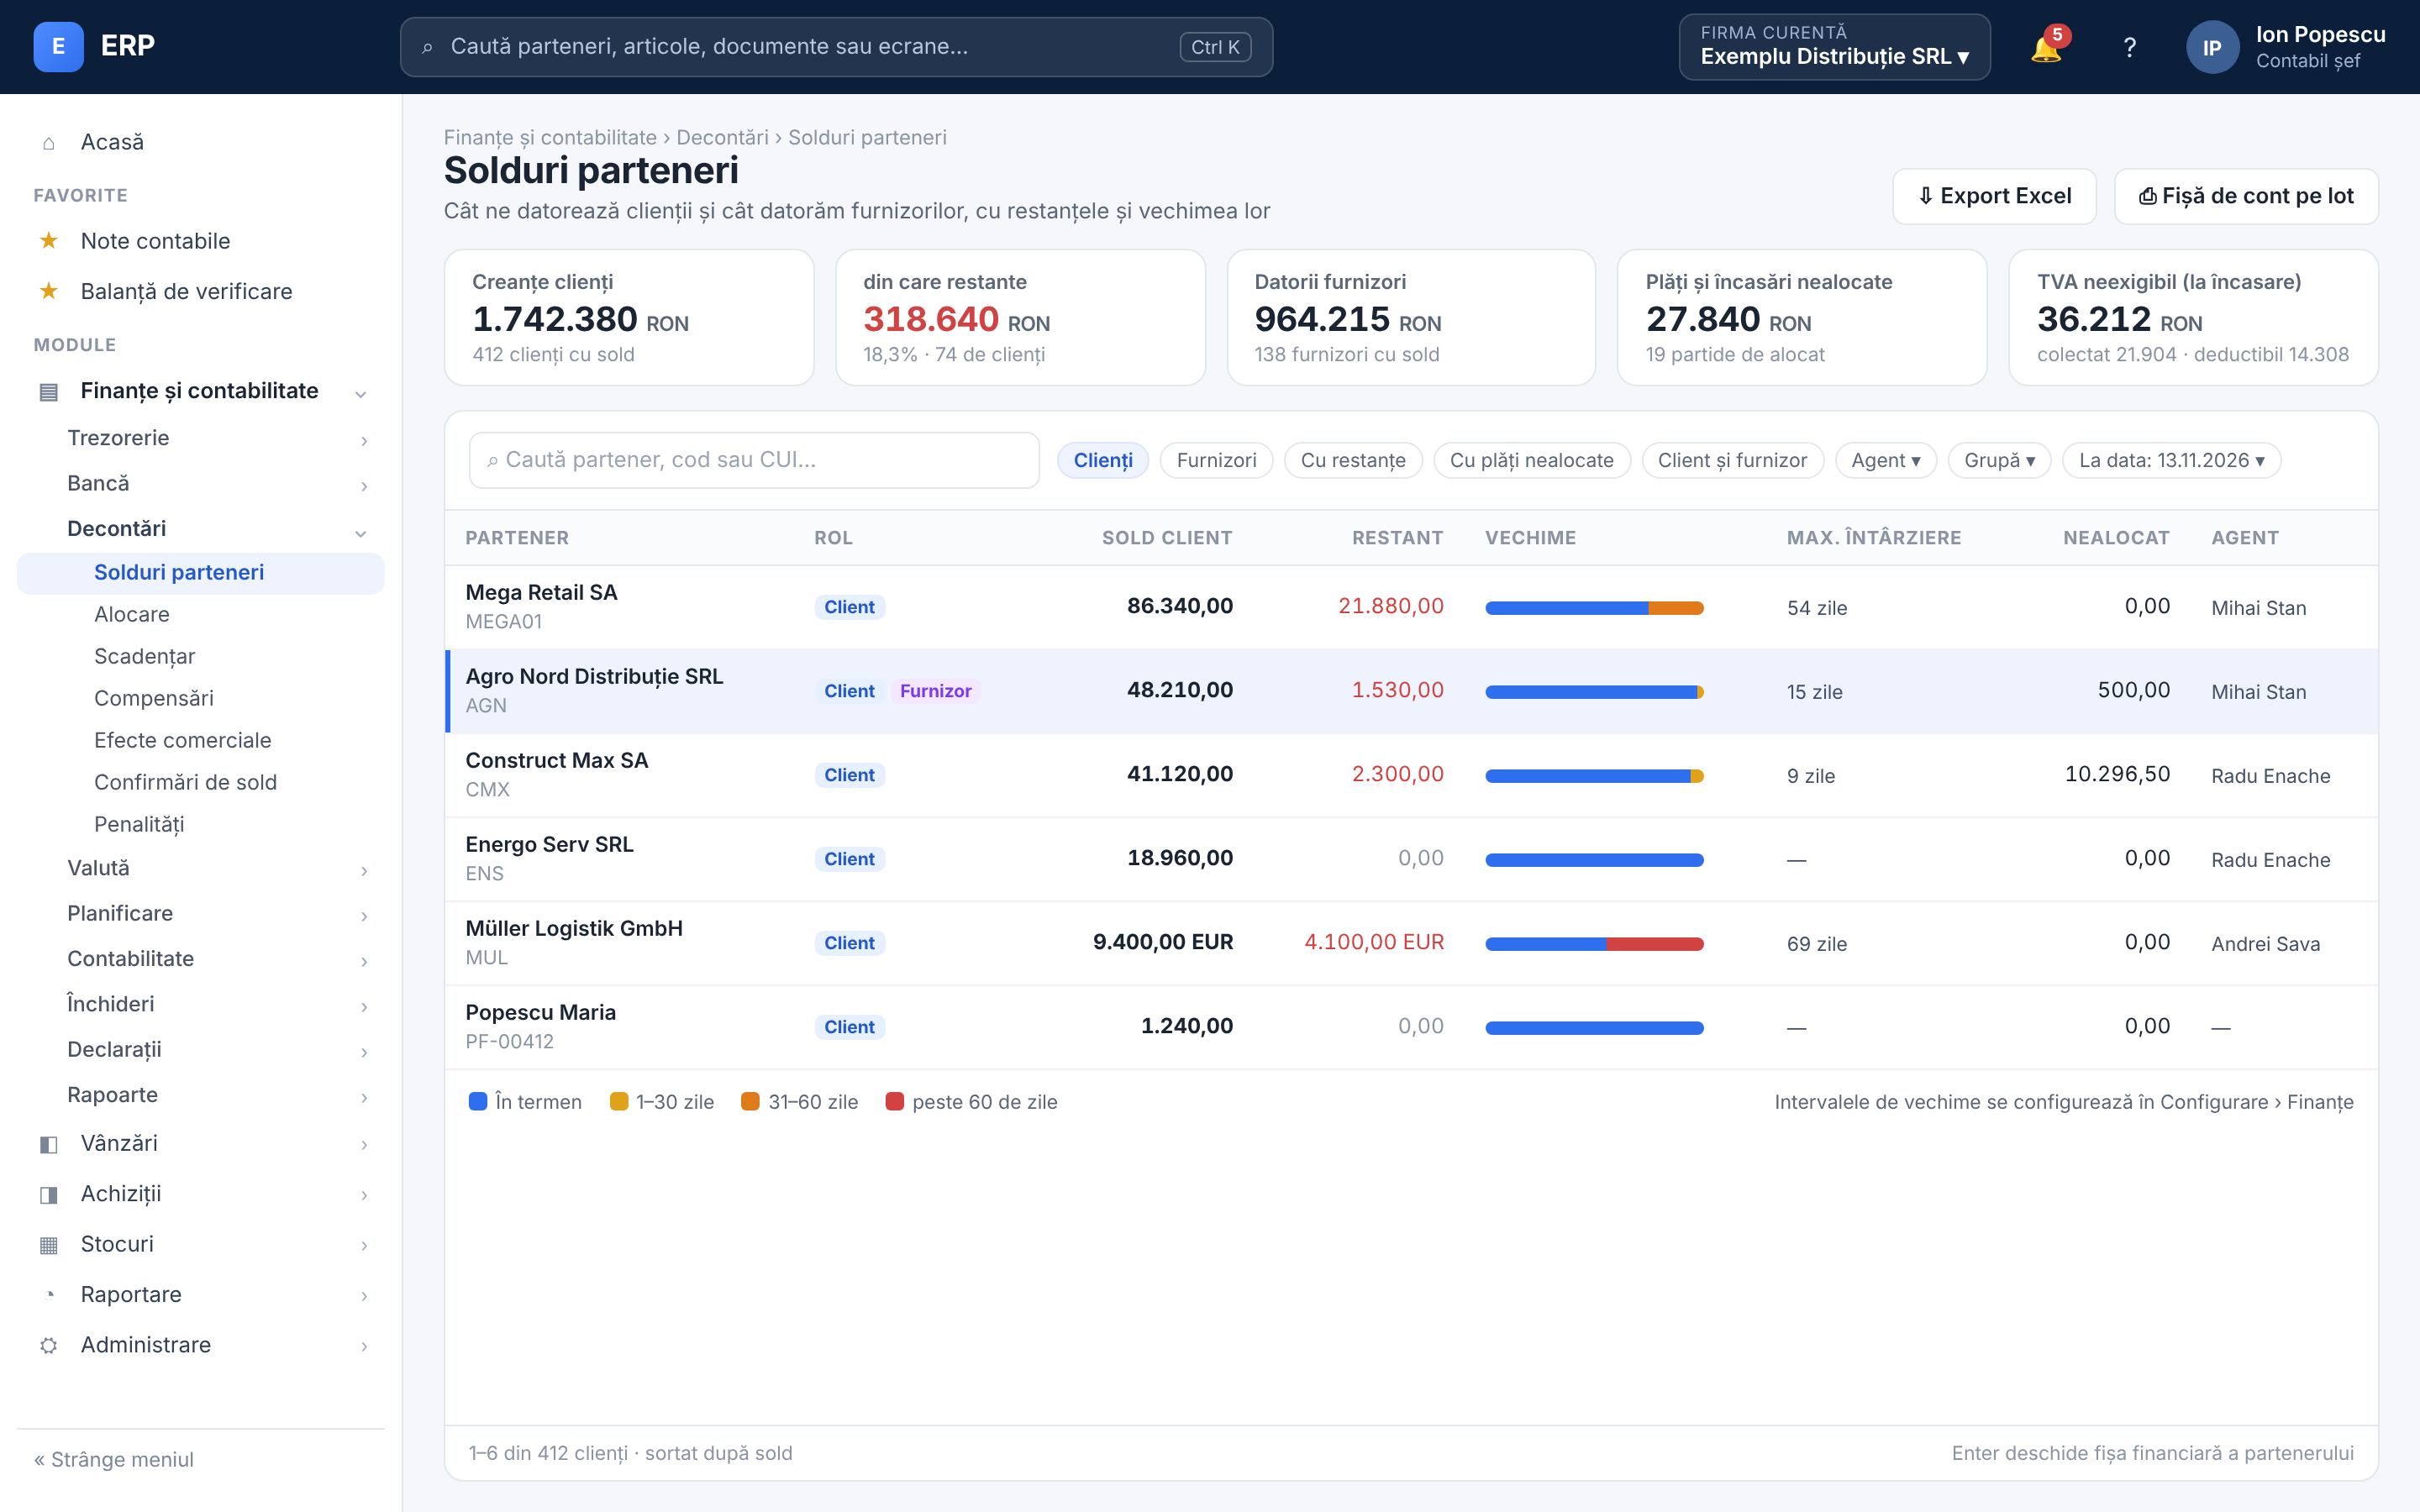 E ERP
Caută parteneri, articole, documente sau ecrane... Ctrl K
FIRMA CURENTĂ
Exemplu Distribuție SRL ▾
5
?
IP
Ion Popescu
Contabil șef
Acasă
FAVORITE
★ Note contabile
★ Balanță de verificare
MODULE
Finanțe și contabilitate
Trezorerie ›
Bancă ›
Decontări
Solduri parteneri
Alocare
Scadențar
Compensări
Efecte comerciale
Confirmări de sold
Penalități
Valută ›
Planificare ›
Contabilitate ›
Închideri ›
Declarații ›
Rapoarte ›
Vânzări ›
Achiziții ›
Stocuri ›
Raportare ›
Administrare ›
« Strânge meniul
Finanțe și contabilitate › Decontări › Solduri parteneri
Solduri parteneri
Cât ne datorează clienții și cât datorăm furnizorilor, cu restanțele și vechimea lor
⇩ Export Excel
⎙ Fișă de cont pe lot
Creanțe clienți
1.742.380 RON
412 clienți cu sold
din care restante
318.640 RON
18,3% · 74 de clienți
Datorii furnizori
964.215 RON
138 furnizori cu sold
Plăți și încasări nealocate
27.840 RON
19 partide de alocat
TVA neexigibil (la încasare)
36.212 RON
colectat 21.904 · deductibil 14.308
Caută partener, cod sau CUI... Clienți Furnizori Cu restanțe Cu plăți nealocate Client și furnizor Agent ▾ Grupă ▾ La data: 13.11.2026 ▾
PARTENER ROL SOLD CLIENT RESTANT VECHIME MAX. ÎNTÂRZIERE NEALOCAT AGENT
Mega Retail SA Client 86.340,00 21.880,00 54 zile 0,00 Mihai Stan
MEGA01
Agro Nord Distribuție SRL Client Furnizor 48.210,00 1.530,00 15 zile 500,00 Mihai Stan
AGN
Construct Max SA Client 41.120,00 2.300,00 9 zile 10.296,50 Radu Enache
CMX
Energo Serv SRL Client 18.960,00 0,00 — 0,00 Radu Enache
ENS
Müller Logistik GmbH Client 9.400,00 EUR 4.100,00 EUR 69 zile 0,00 Andrei Sava
MUL
Popescu Maria Client 1.240,00 0,00 — 0,00 —
PF-00412
În termen 1–30 zile 31–60 zile peste 60 de zile Intervalele de vechime se configurează în Configurare › Finanțe
1–6 din 412 clienți · sortat după sold Enter deschide fișa financiară a partenerului